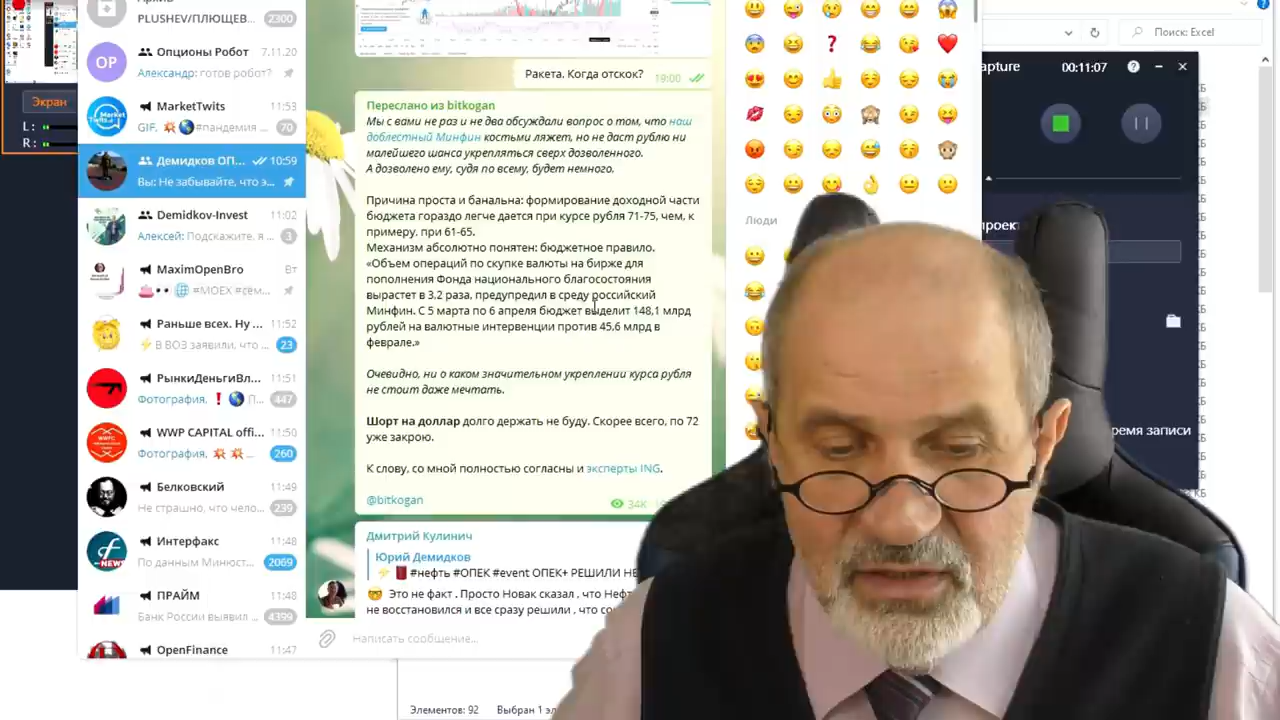 PLUSHEV/ПЛЮЩЕВ...
2300
Опционы Робот
7.11.20
ОР
Александр: готов робот?
Экран
L:
R:
MarketTwits
11:53
GIF, #пандемия
70
Демидков ОП...
10:59
Вы: Не забывайте, что э...
Demidkov-Invest
11:02
Алексей: Подскажите, я ...
3
MaximOpenBro
Вт
#MOEX #сем...
Раньше всех. Ну ...
11:52
В ВОЗ заявили, что ...
23
РынкиДеньгиВл...
11:51
Фотография,
447
WWP CAPITAL offi...
11:50
Фотография,
260
Белковский
11:49
Не страшно, что чело...
239
Интерфакс
11:48
По данным Миност...
2069
ПРАЙМ
11:48
Банк России выявил ...
4399
OpenFinance
11:47
Ракета. Когда отскок?
19:00
Переслано из bitkogan
Мы с вами не раз и не два обсуждали вопрос о том, что наш
доблестный Минфин костьми ляжет, но не даст рублю ни
малейшего шанса укрепляться сверх дозволенного.
А дозволено ему, судя по всему, будет немного.
Причина проста и банальна: формирование доходной части
бюджета гораздо легче дается при курсе рубля 71-75, чем, к
примеру, при 61-65.
Механизм абсолютно понятен: бюджетное правило.
«Объем операций по скупке валюты на бирже для
пополнения Фонда национального благосостояния
вырастет в 3,2 раза, предупредил в среду российский
Минфин. С 5 марта по 6 апреля бюджет выделит 148,1 млрд
рублей на валютные интервенции против 45,6 млрд в
феврале.»
Очевидно, ни о каком значительном укреплении курса рубля
не стоит даже мечтать.
Шорт на доллар долго держать не буду. Скорее всего, по 72
уже закрою.
К слову, со мной полностью согласны и эксперты ING.
@bitkogan
34K
Дмитрий Кулинич
Юрий Демидков
#нефть #ОПЕК #event ОПЕК+ РЕШИЛИ НЕ
Это не факт . Просто Новак сказал , что Нефт
не восстановился и все сразу решили , что со
Написать сообщение...
Люди
Поиск: Excel
apture
00:11:07
проект
ремя записи
Элементов: 92
Выбран 1 эл